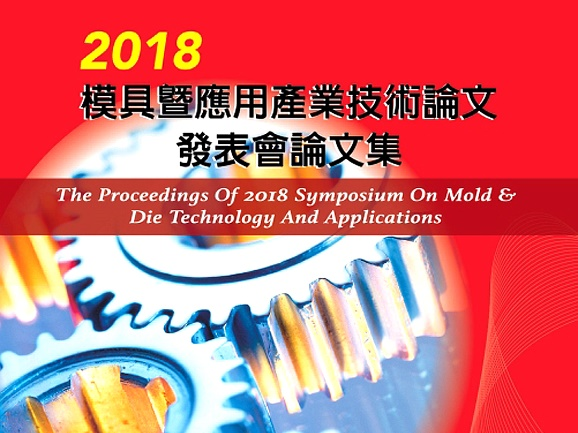 2018
模具暨應用產業技術論文
發表會論文集
The Proceedings Of 2018 Symposium On Mold &
Die Technology And Applications